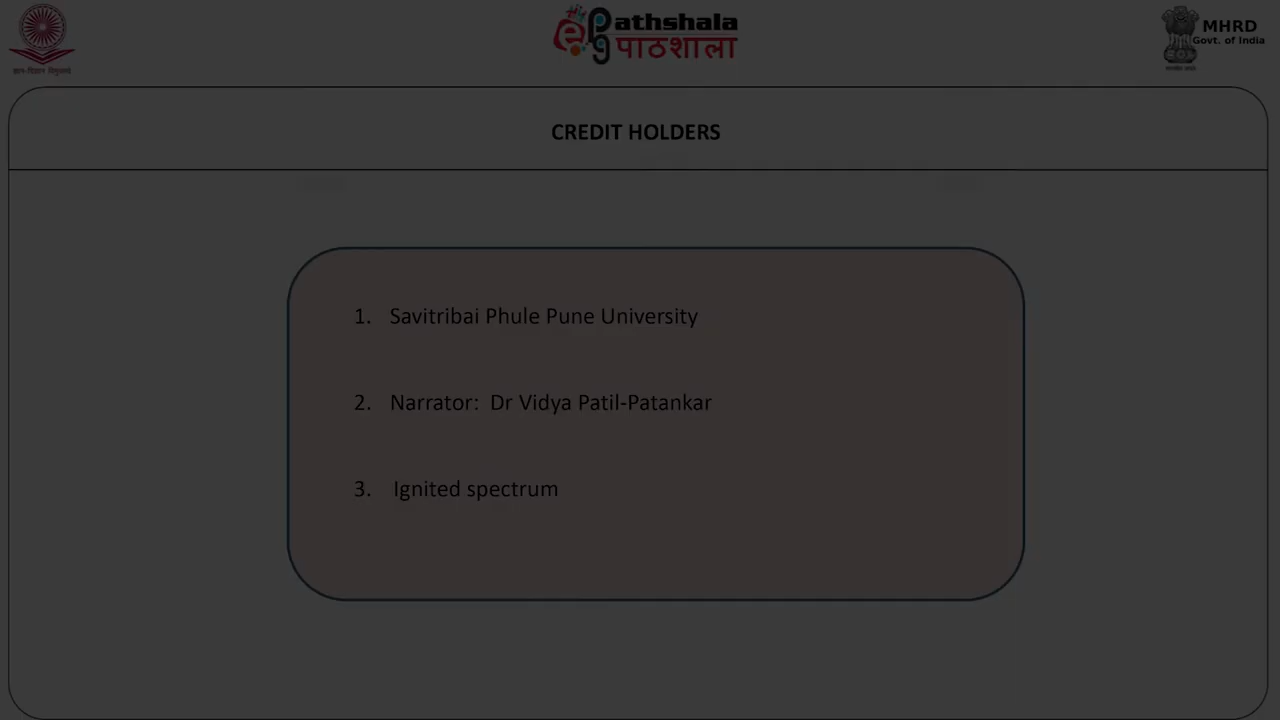 ePathshala
पाठशाला
MHRD
Govt. of India
CREDIT HOLDERS
1. Savitribai Phule Pune University
2. Narrator: Dr Vidya Patil-Patankar
3. Ignited spectrum